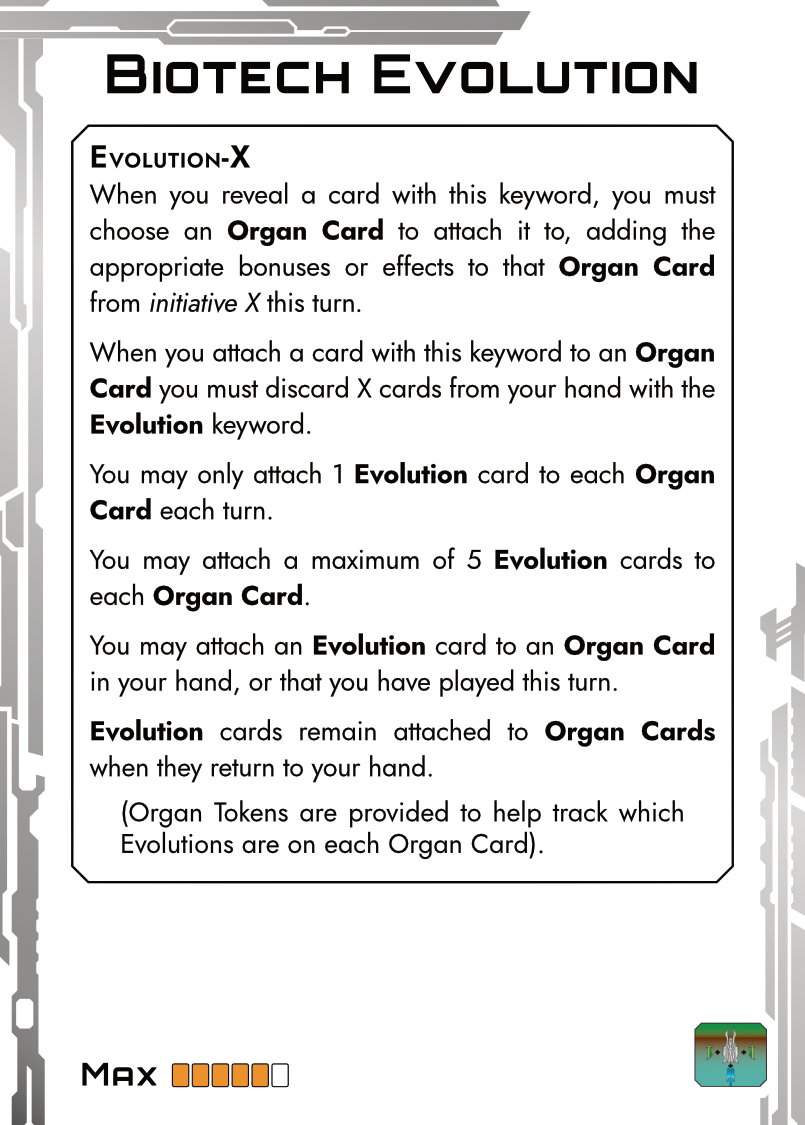 Biotech Evolution
Evolution-X
When you reveal a card with this keyword, you must
choose an Organ Card to attach it to, adding the
appropriate bonuses or effects to that Organ Card
from initiative X this turn.
When you attach a card with this keyword to an Organ
Card you must discard X cards from your hand with the
Evolution keyword.
You may only attach 1 Evolution card to each Organ
Card each turn.
You may attach a maximum of 5 Evolution cards to
each Organ Card.
You may attach an Evolution card to an Organ Card
in your hand, or that you have played this turn.
Evolution cards remain attached to Organ Cards
when they return to your hand.
(Organ Tokens are provided to help track which
Evolutions are on each Organ Card).
Max